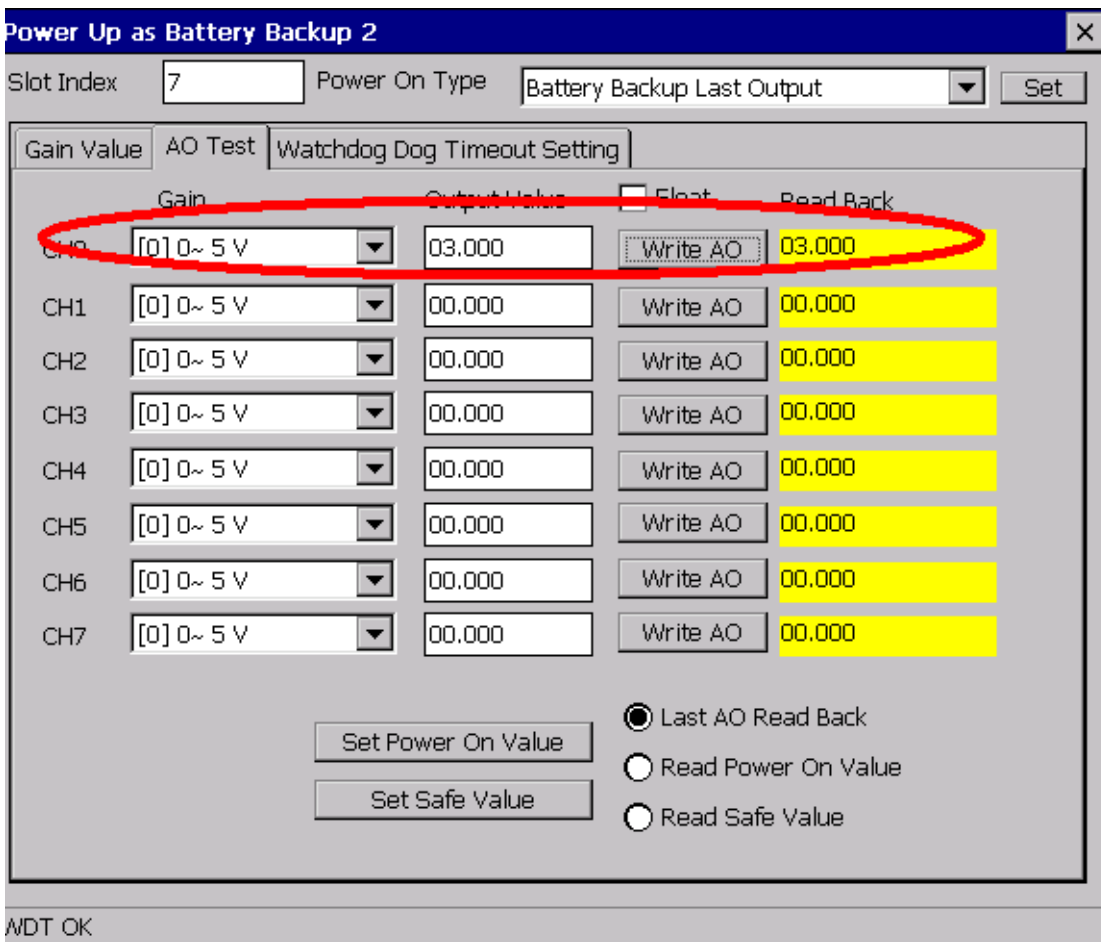 Power Up as Battery Backup 2
Slot Index 7 Power On Type Battery Backup Last Output Set
Gain Value AO Test Watchdog Dog Timeout Setting
Gain Output Value Float Read Back
CH0 [0] 0~ 5 V 03.000 Write AO 03.000
CH1 [0] 0~ 5 V 00.000 Write AO 00.000
CH2 [0] 0~ 5 V 00.000 Write AO 00.000
CH3 [0] 0~ 5 V 00.000 Write AO 00.000
CH4 [0] 0~ 5 V 00.000 Write AO 00.000
CH5 [0] 0~ 5 V 00.000 Write AO 00.000
CH6 [0] 0~ 5 V 00.000 Write AO 00.000
CH7 [0] 0~ 5 V 00.000 Write AO 00.000
Last AO Read Back
Set Power On Value
Read Power On Value
Set Safe Value
Read Safe Value
WDT OK